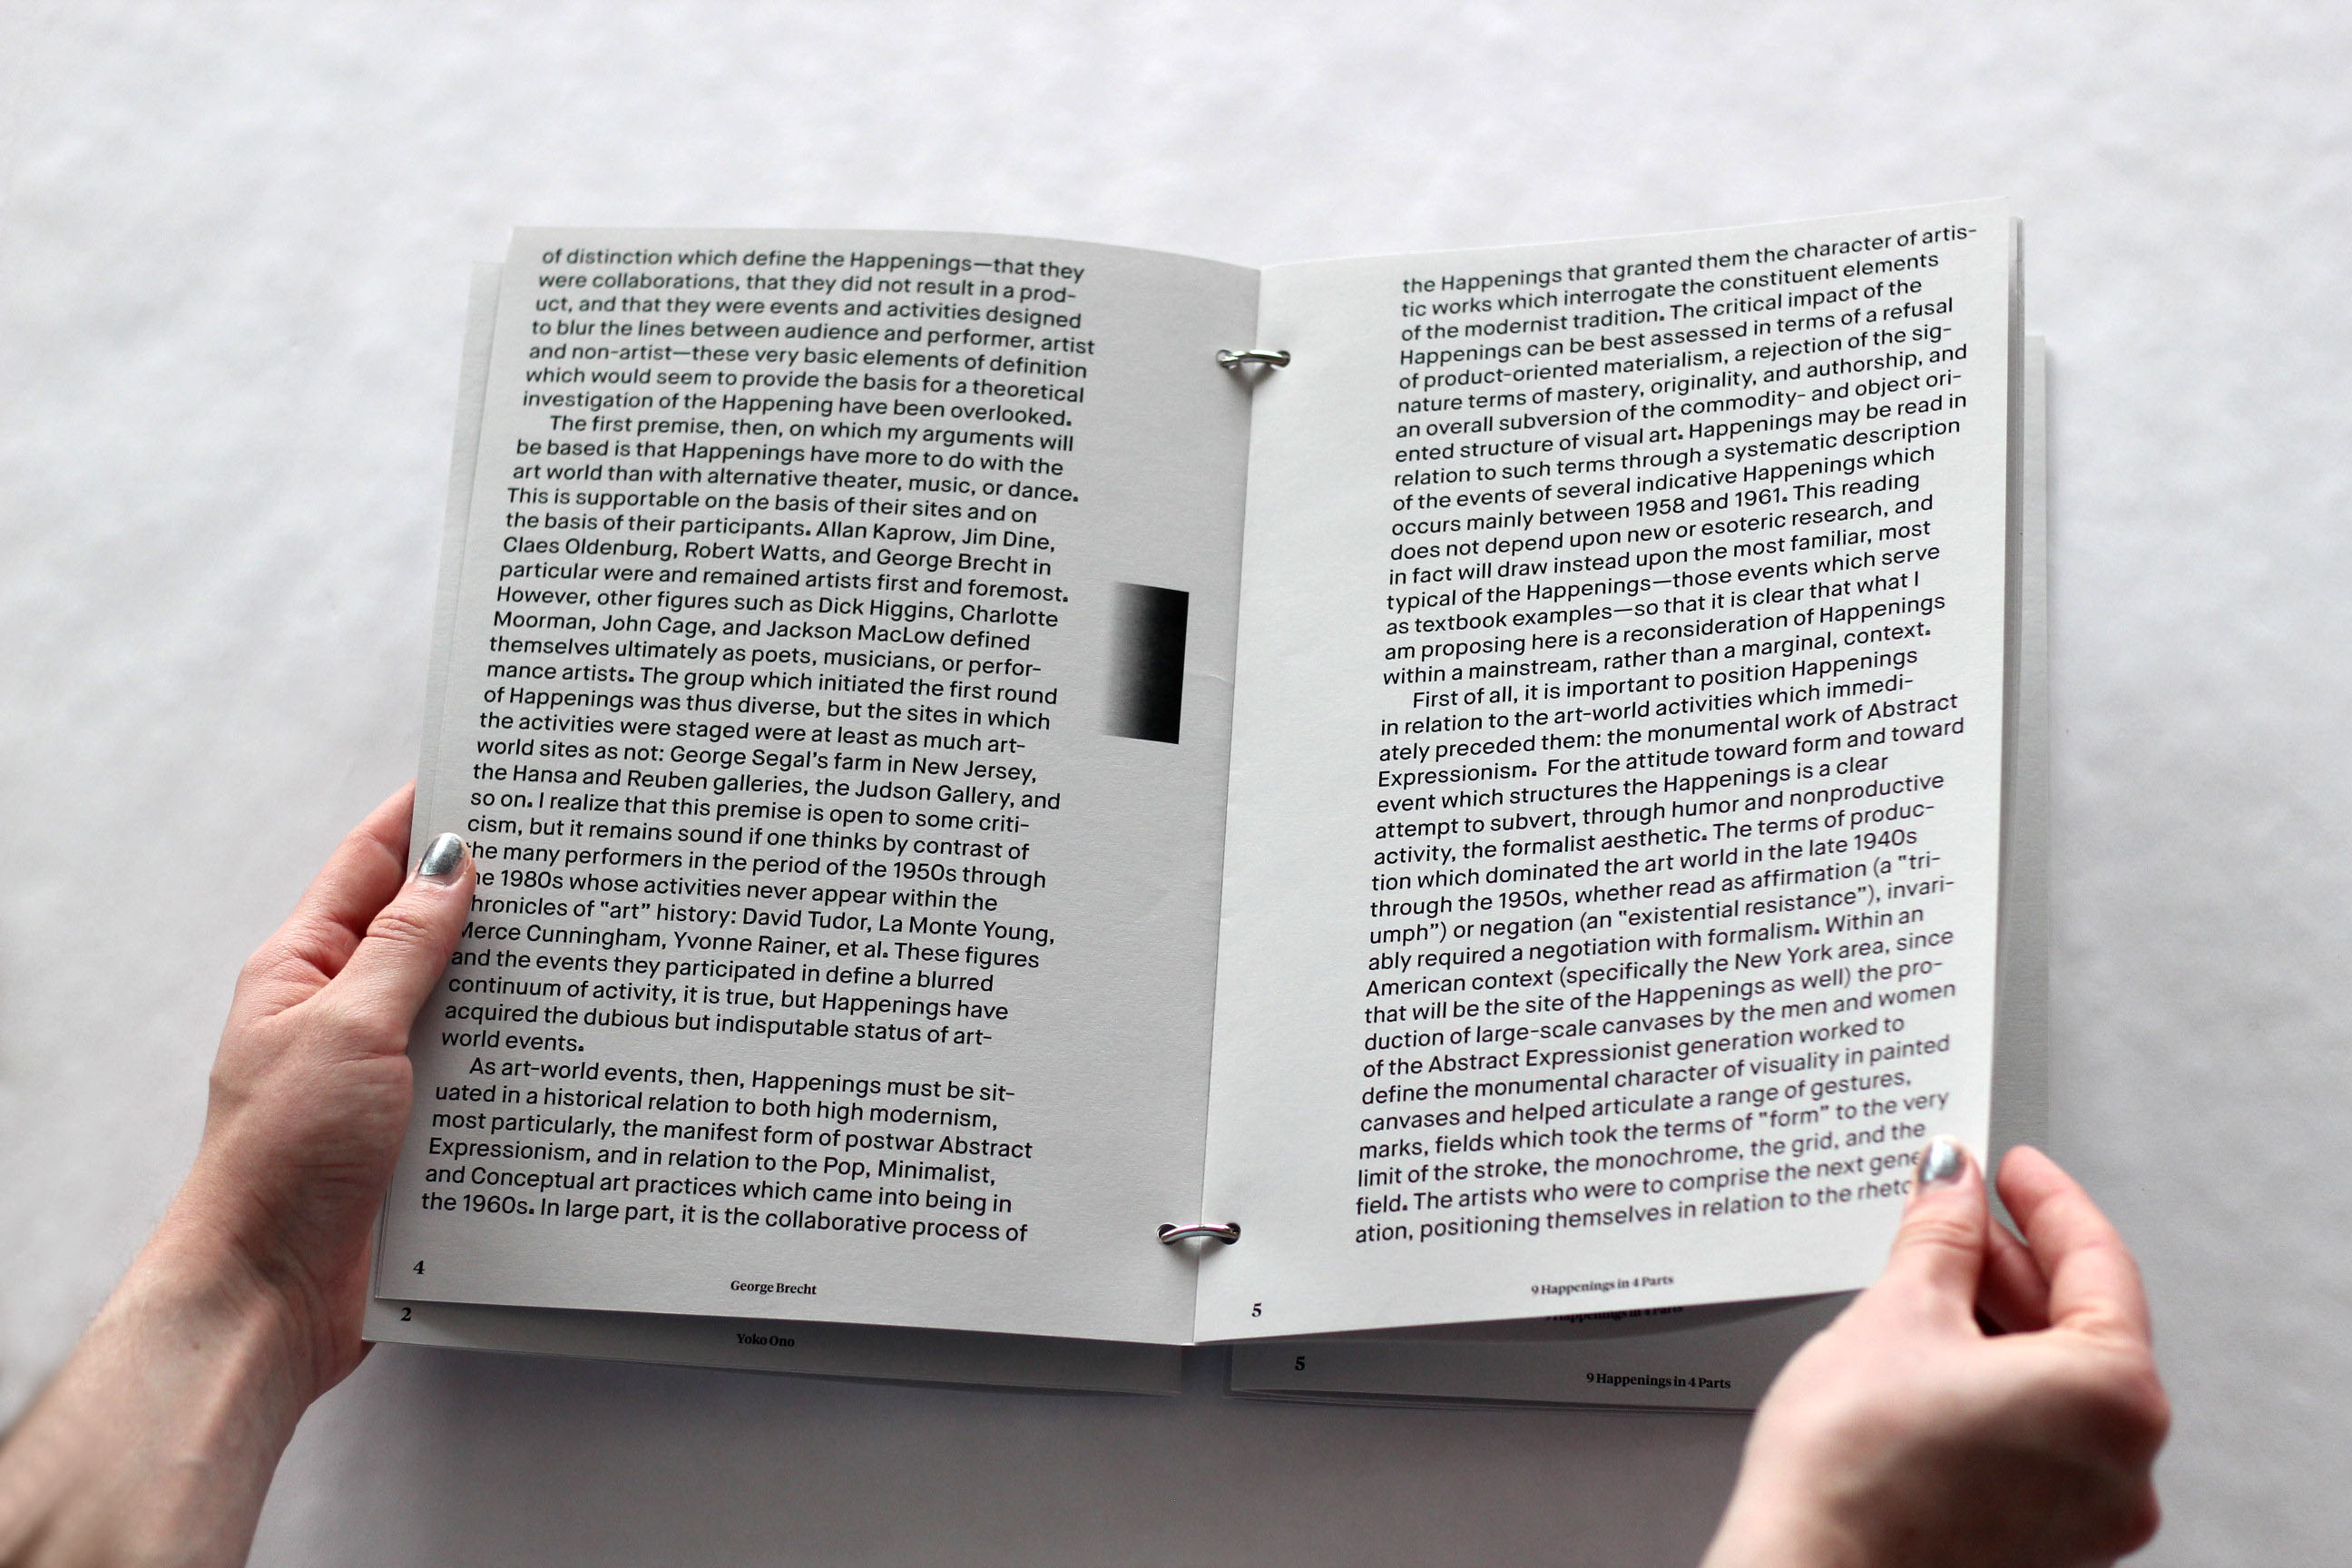 of distinction which define the Happenings—that they
were collaborations, that they did not result in a prod-
uct, and that they were events and activities designed
to blur the lines between audience and performer, artist
and non-artist—these very basic elements of definition
which would seem to provide the basis for a theoretical
investigation of the Happening have been overlooked.
The first premise, then, on which my arguments will
be based is that Happenings have more to do with the
art world than with alternative theater, music, or dance.
This is supportable on the basis of their sites and on
the basis of their participants. Allan Kaprow, Jim Dine,
Claes Oldenburg, Robert Watts, and George Brecht in
particular were and remained artists first and foremost.
However, other figures such as Dick Higgins, Charlotte
Moorman, John Cage, and Jackson MacLow defined
themselves ultimately as poets, musicians, or perfor-
mance artists. The group which initiated the first round
of Happenings was thus diverse, but the sites in which
the activities were staged were at least as much art-
world sites as not: George Segal's farm in New Jersey,
the Hansa and Reuben galleries, the Judson Gallery, and
so on. I realize that this premise is open to some criti-
cism, but it remains sound if one thinks by contrast of
the many performers in the period of the 1950s through
he 1980s whose activities never appear within the
hronicles of "art" history: David Tudor, La Monte Young,
Merce Cunningham, Yvonne Rainer, et al. These figures
and the events they participated in define a blurred
continuum of activity, it is true, but Happenings have
acquired the dubious but indisputable status of art-
world events.
As art-world events, then, Happenings must be sit-
uated in a historical relation to both high modernism,
most particularly, the manifest form of postwar Abstract
Expressionism, and in relation to the Pop, Minimalist,
and Conceptual art practices which came into being in
the 1960s. In large part, it is the collaborative process of
4
George Brecht
2
Yoko Ono
the Happenings that granted them the character of artis-
tic works which interrogate the constituent elements
of the modernist tradition. The critical impact of the
Happenings can be best assessed in terms of a refusal
of product-oriented materialism, a rejection of the sig-
nature terms of mastery, originality, and authorship, and
an overall subversion of the commodity- and object ori-
ented structure of visual art. Happenings may be read in
relation to such terms through a systematic description
of the events of several indicative Happenings which
occurs mainly between 1958 and 1961. This reading
does not depend upon new or esoteric research, and
in fact will draw instead upon the most familiar, most
typical of the Happenings—those events which serve
as textbook examples—so that it is clear that what I
am proposing here is a reconsideration of Happenings
within a mainstream, rather than a marginal, context.
First of all, it is important to position Happenings
in relation to the art-world activities which immedi-
ately preceded them: the monumental work of Abstract
Expressionism. For the attitude toward form and toward
event which structures the Happenings is a clear
attempt to subvert, through humor and nonproductive
activity, the formalist aesthetic. The terms of produc-
tion which dominated the art world in the late 1940s
through the 1950s, whether read as affirmation (a "tri-
umph") or negation (an "existential resistance"), invari-
ably required a negotiation with formalism. Within an
American context (specifically the New York area, since
that will be the site of the Happenings as well) the pro-
duction of large-scale canvases by the men and women
of the Abstract Expressionist generation worked to
define the monumental character of visuality in painted
canvases and helped articulate a range of gestures,
marks, fields which took the terms of "form" to the very
limit of the stroke, the monochrome, the grid, and the
field. The artists who were to comprise the next gene
ation, positioning themselves in relation to the rheto
5
9 Happenings in 4 Parts
9 Happenings in 4 Parts
5
9 Happenings in 4 Parts